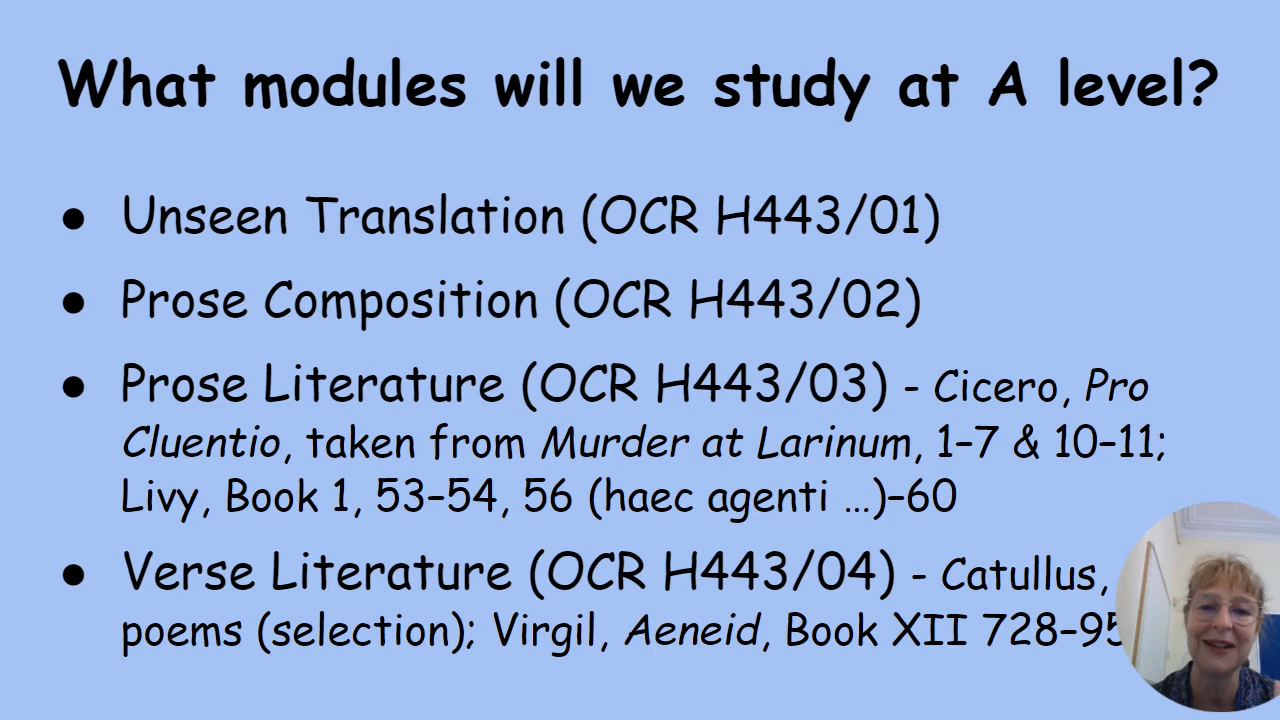 What modules will we study at A level?
● Unseen Translation (OCR H443/01)
● Prose Composition (OCR H443/02)
● Prose Literature (OCR H443/03) - Cicero, Pro
Cluentio, taken from Murder at Larinum, 1–7 & 10–11;
Livy, Book 1, 53–54, 56 (haec agenti …)–60
● Verse Literature (OCR H443/04) - Catullus,
poems (selection); Virgil, Aeneid, Book XII